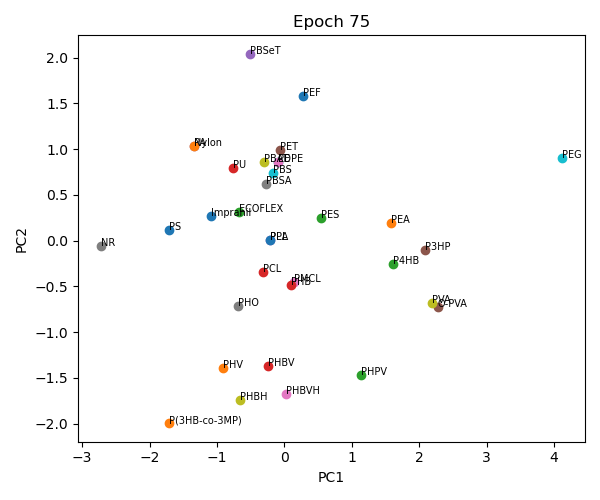 Epoch 75
PBSeT
PEF
PET
Nylon
PBAT
PU
PBS
PEG
PBSA
ECOFLEX
Impranil
PES
PEA
PS
NR
PLA
P3HP
P4HB
PCL
PMCL
PHB
PHO
PVA
O-PVA
PHV
PHBV
PHPV
PHBH
PHBVH
P(3HB-co-3MP)
PC2
2.0
1.5
1.0
0.5
0.0
−0.5
−1.0
−1.5
−2.0
−3
−2
−1
0
1
2
3
4
PC1